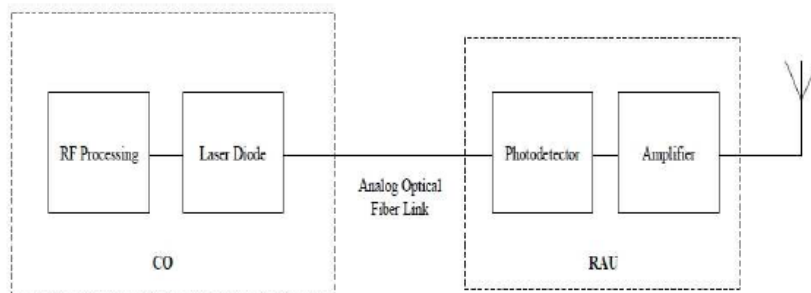 RF Processing
Laser Diode
Analog Optical
Fiber Link
Photodetector
Amplifier
CO
RAU